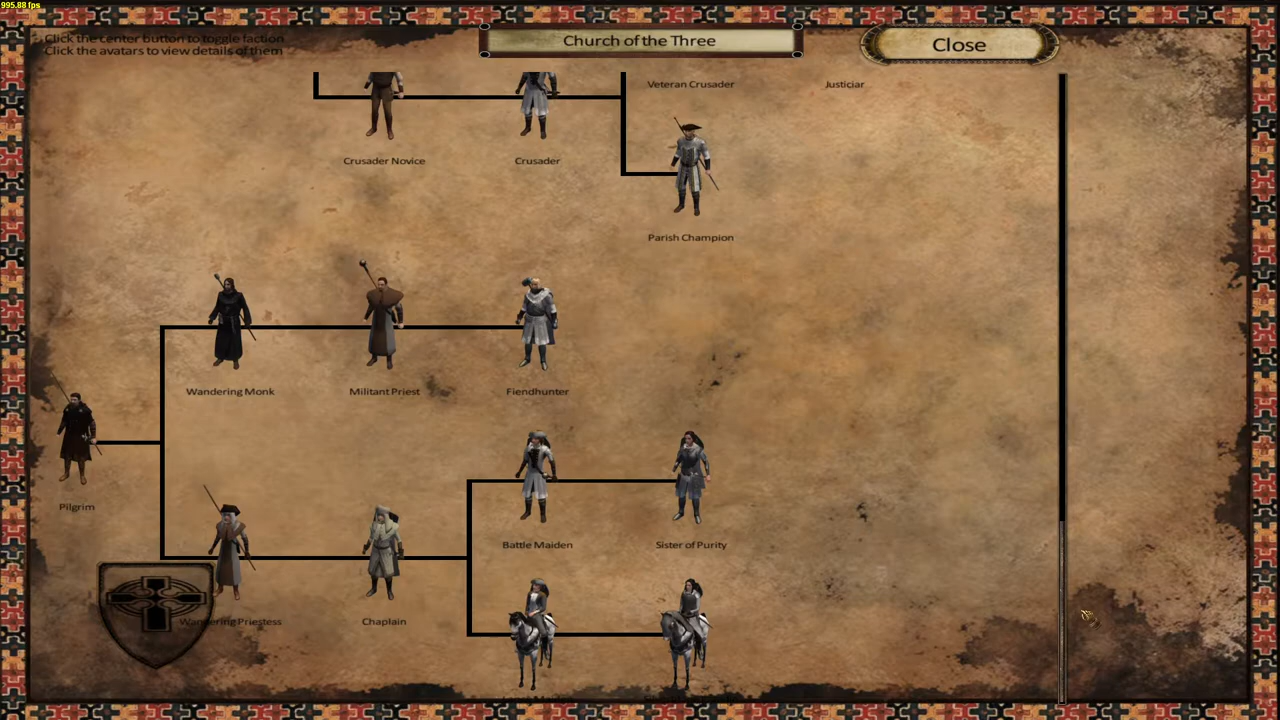 995.88 fps
Click the center button to toggle faction
Click the avatars to view details of them
Church of the Three
Close
Veteran Crusader
Justiciar
Crusader Novice
Crusader
Parish Champion
Wandering Monk
Militant Priest
Fiendhunter
Pilgrim
Battle Maiden
Sister of Purity
Wandering Priestess
Chaplain